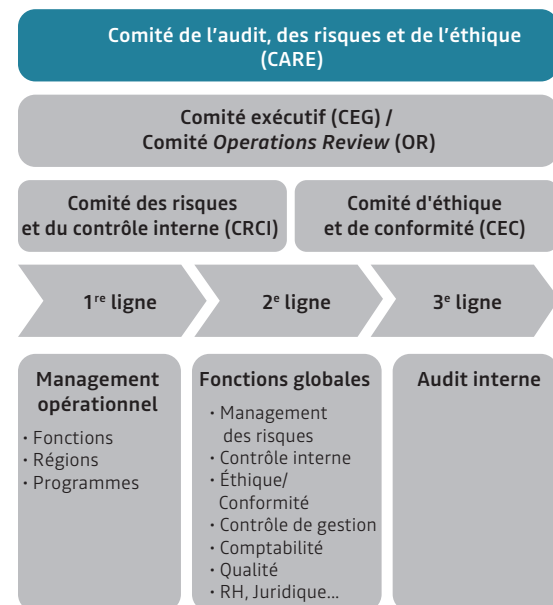 Comité de l’audit, des risques et de l’éthique
(CARE)
Comité exécutif (CEG) /
Comité Operations Review (OR)
Comité des risques
et du contrôle interne (CRCI)
Comité d'éthique
et de conformité (CEC)
1re ligne
2e ligne
3e ligne
Management
opérationnel
· Fonctions
· Régions
· Programmes
Fonctions globales
· Management
des risques
· Contrôle interne
· Éthique/
Conformité
· Contrôle de gestion
· Comptabilité
· Qualité
· RH, Juridique...
Audit interne